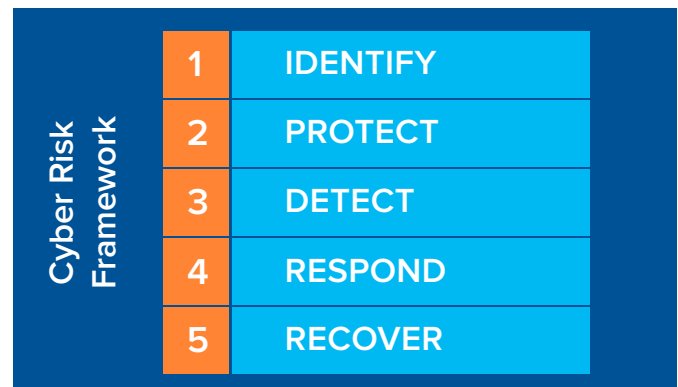 Cyber Risk
Framework
1 IDENTIFY
2 PROTECT
3 DETECT
4 RESPOND
5 RECOVER